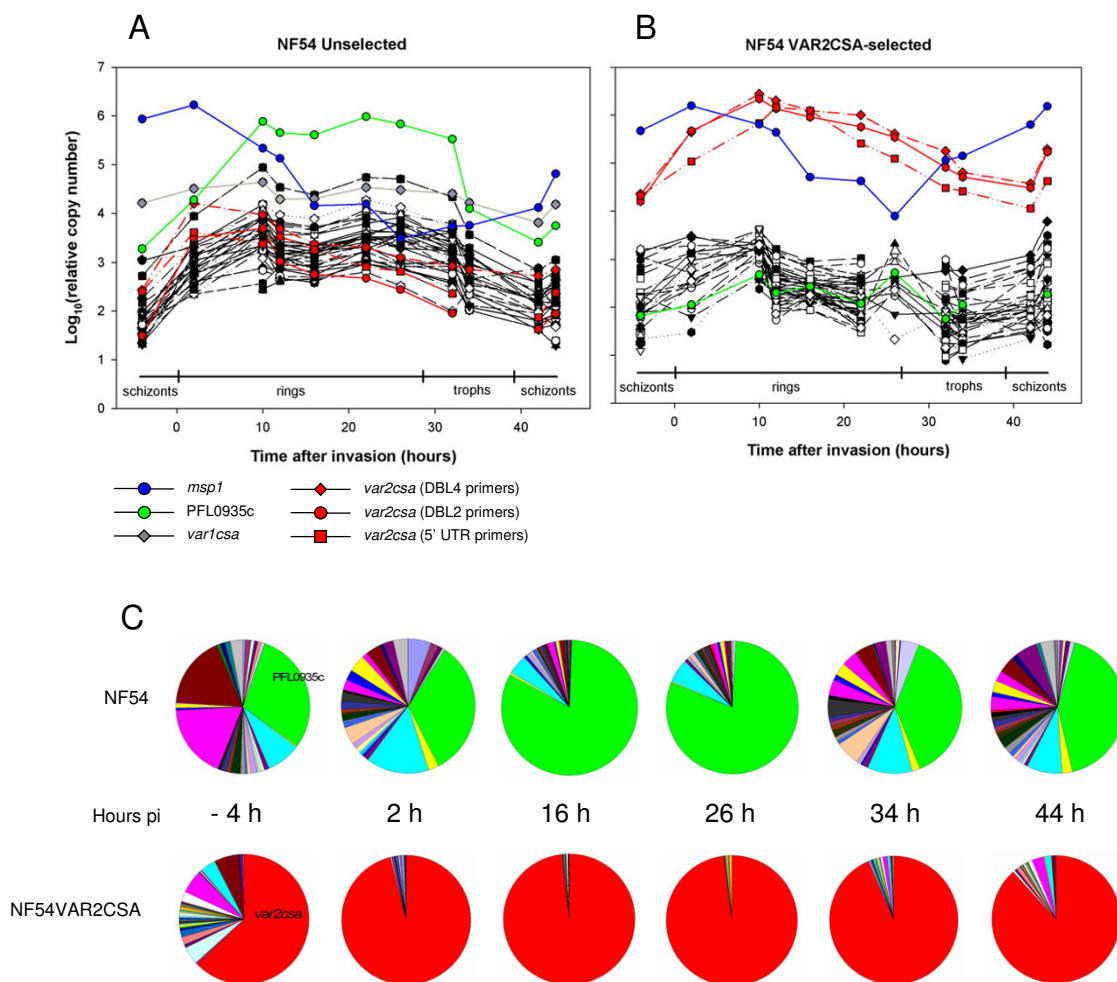 A
B
NF54 Unselected
NF54 VAR2CSA-selected
Log10(relative copy number)
7
6
5
4
3
2
1
0
schizonts
rings
trophs
schizonts
schizonts
rings
trophs
schizonts
0 10 20 30 40
0 10 20 30 40
Time after invasion (hours)
Time after invasion (hours)
msp1
PFL0935c
var1csa
var2csa (DBL4 primers)
var2csa (DBL2 primers)
var2csa (5' UTR primers)
C
NF54
PFL0935c
Hours pi
- 4 h
2 h
16 h
26 h
34 h
44 h
NF54VAR2CSA
var2csa